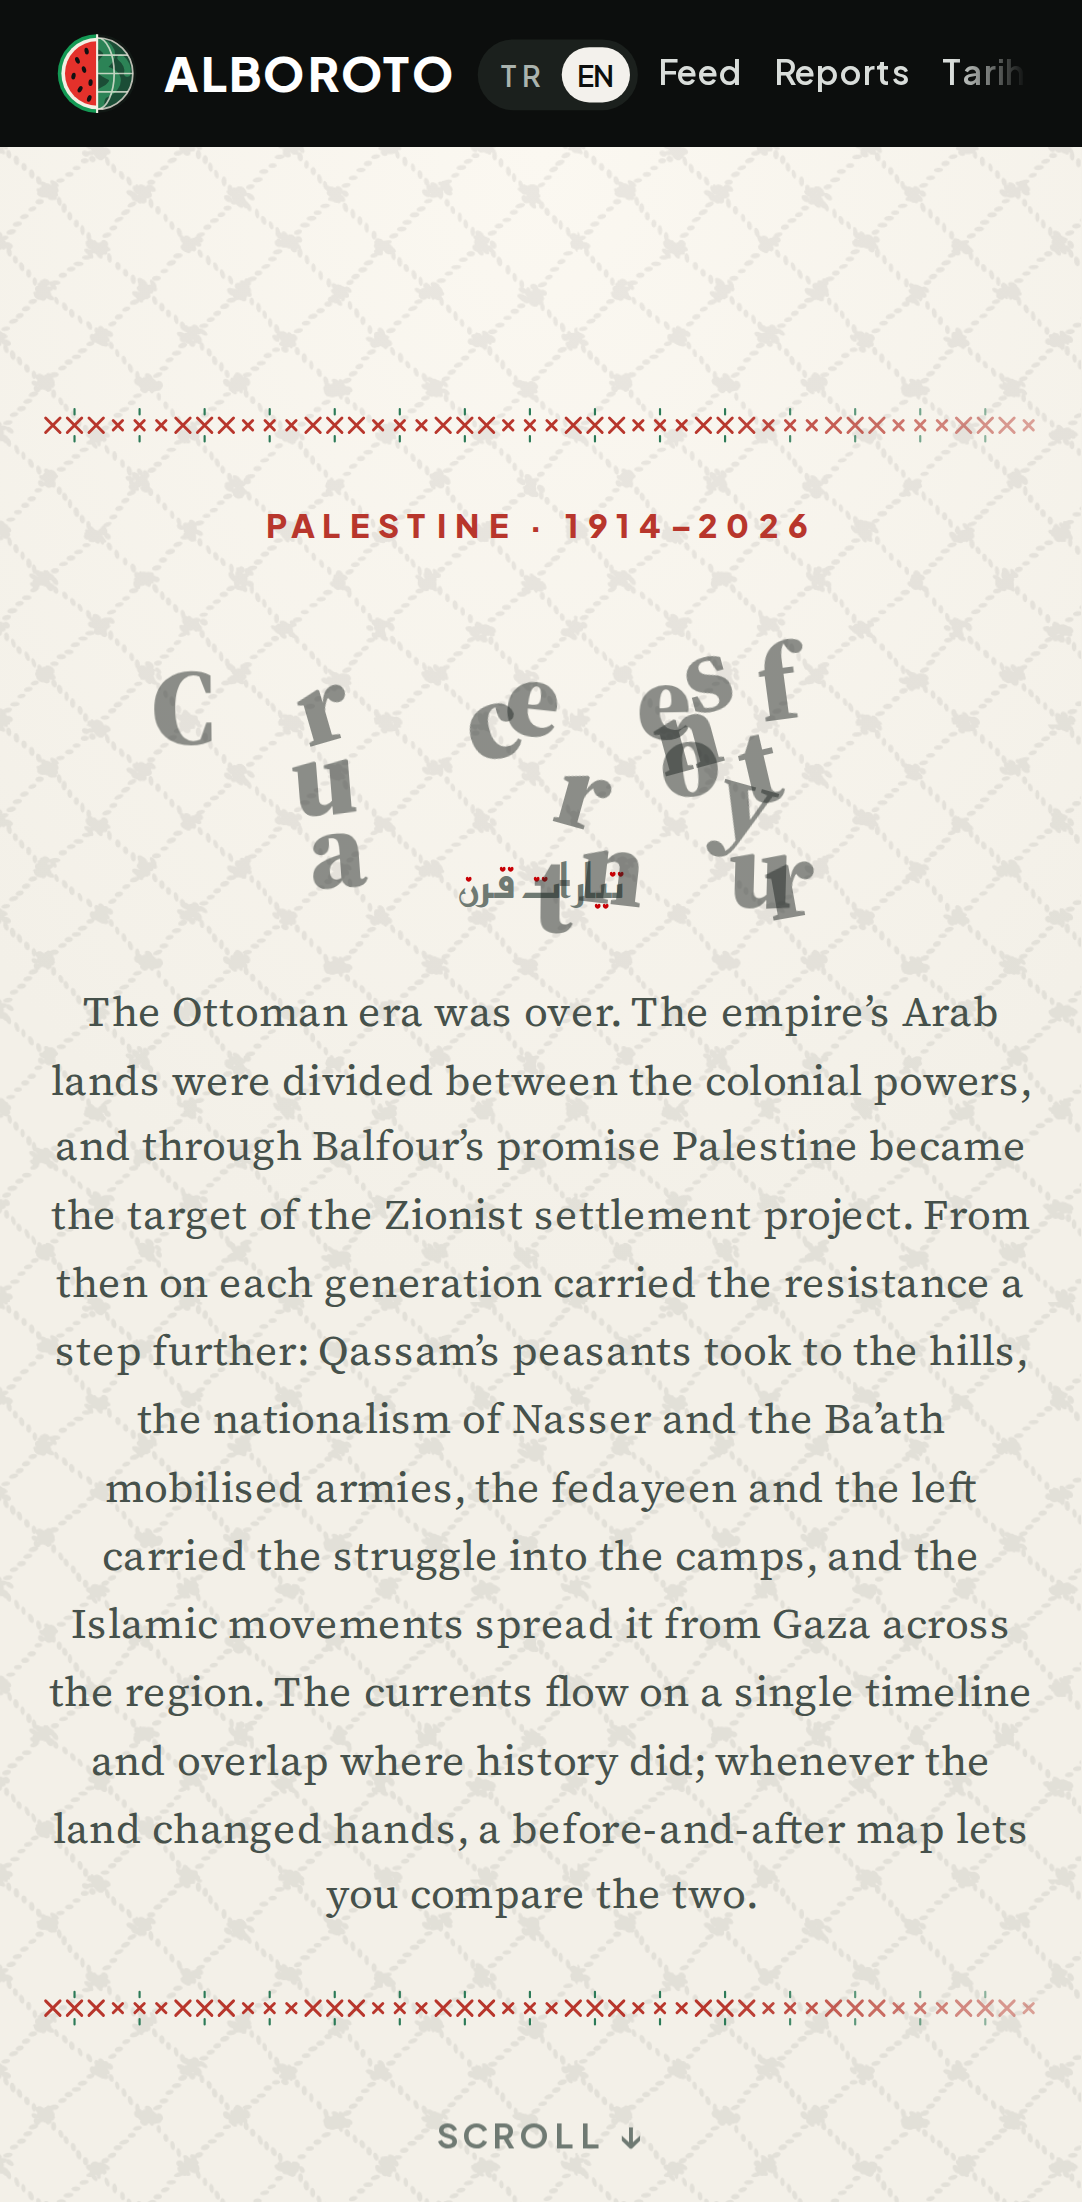 ALBOROTO TR EN Feed Reports Tarih
PALESTINE · 1914–2026
The Ottoman era was over. The empire’s Arab
lands were divided between the colonial powers,
and through Balfour’s promise Palestine became
the target of the Zionist settlement project. From
then on each generation carried the resistance a
step further: Qassam’s peasants took to the hills,
the nationalism of Nasser and the Ba’ath
mobilised armies, the fedayeen and the left
carried the struggle into the camps, and the
Islamic movements spread it from Gaza across
the region. The currents flow on a single timeline
and overlap where history did; whenever the
land changed hands, a before-and-after map lets
you compare the two.
SCROLL ↓